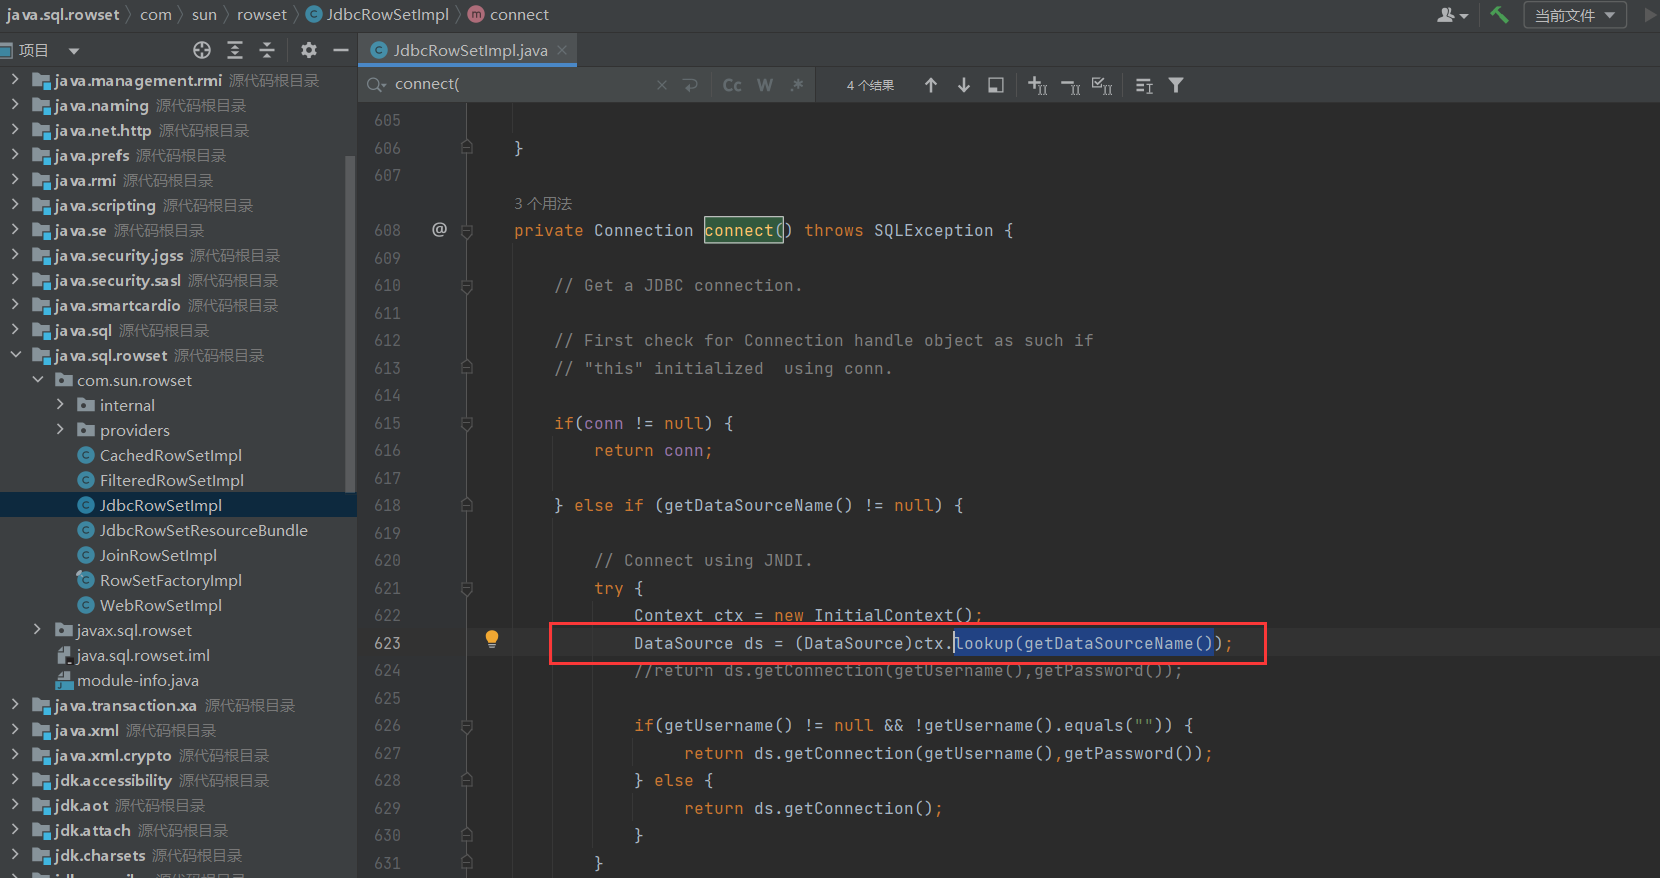 java.sql.rowset com sun rowset JdbcRowSetImpl connect
当前文件
项目
JdbcRowSetImpl.java
java.management.rmi 源代码根目录
java.naming 源代码根目录
java.net.http 源代码根目录
java.prefs 源代码根目录
java.rmi 源代码根目录
java.scripting 源代码根目录
java.se 源代码根目录
java.security.jgss 源代码根目录
java.security.sasl 源代码根目录
java.smartcardio 源代码根目录
java.sql 源代码根目录
java.sql.rowset 源代码根目录
com.sun.rowset
internal
providers
CachedRowSetImpl
FilteredRowSetImpl
JdbcRowSetImpl
JdbcRowSetResourceBundle
JoinRowSetImpl
RowSetFactoryImpl
WebRowSetImpl
javax.sql.rowset
java.sql.rowset.iml
module-info.java
java.transaction.xa 源代码根目录
java.xml 源代码根目录
java.xml.crypto 源代码根目录
jdk.accessibility 源代码根目录
jdk.aot 源代码根目录
jdk.attach 源代码根目录
jdk.charsets 源代码根目录
connect( Cc W .* 4 个结果
605
606 }
607
3 个用法
608 @ private Connection connect() throws SQLException {
609
610 // Get a JDBC connection.
611
612 // First check for Connection handle object as such if
613 // "this" initialized  using conn.
614
615 if(conn != null) {
616 return conn;
617
618 } else if (getDataSourceName() != null) {
619
620 // Connect using JNDI.
621 try {
622 Context ctx = new InitialContext();
623 DataSource ds = (DataSource)ctx.lookup(getDataSourceName());
624 //return ds.getConnection(getUsername(),getPassword());
625
626 if(getUsername() != null && !getUsername().equals("")) {
627 return ds.getConnection(getUsername(),getPassword());
628 } else {
629 return ds.getConnection();
630 }
631 }